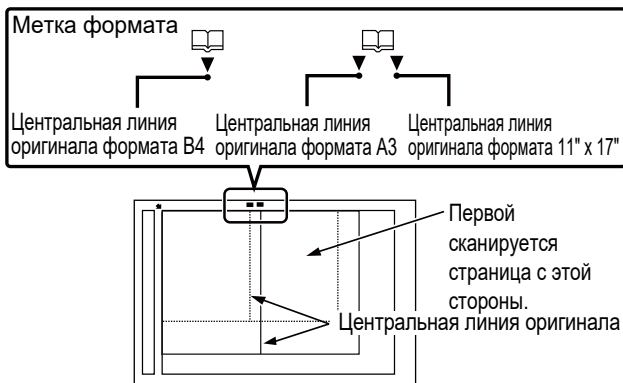 Метка формата
Центральная линия
оригинала формата B4
Центральная линия
оригинала формата A3
Центральная линия
оригинала формата 11" x 17"
Первой
сканируется
страница с этой
стороны.
Центральная линия оригинала